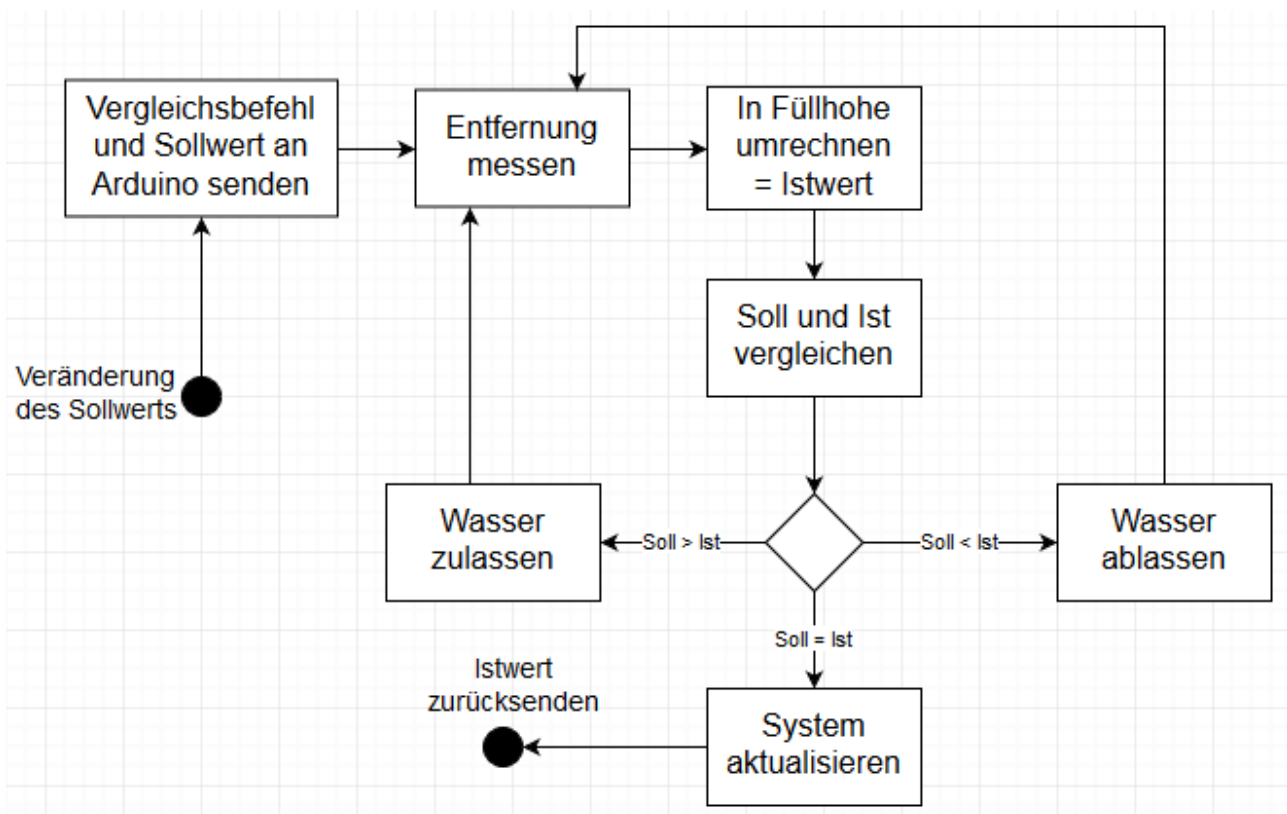 Vergleichsbefehl
und Sollwert an
Arduino senden
Entfernung
messen
In Füllhohe
umrechnen
= Istwert
Soll und Ist
vergleichen
Veränderung
des Sollwerts
Wasser
zulassen
Soll > Ist
Soll < Ist
Wasser
ablassen
Soll = Ist
Istwert
zurücksenden
System
aktualisieren